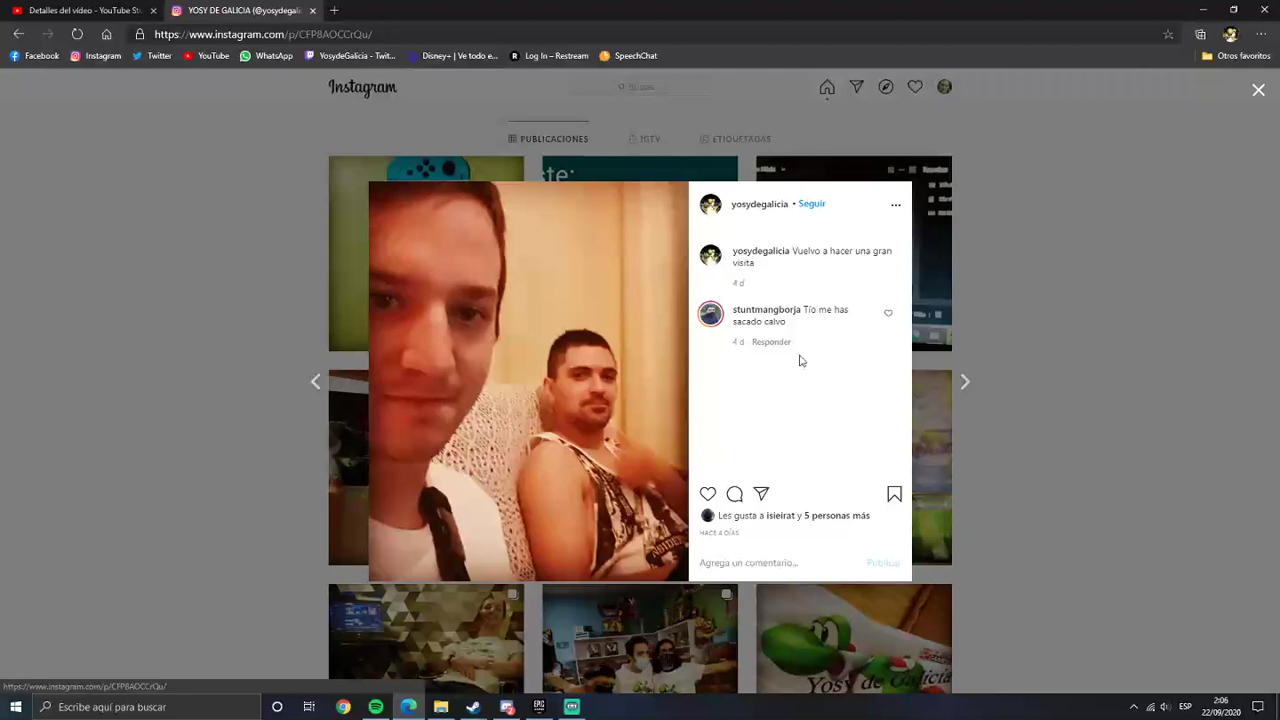 Detalles del vídeo - YouTube St
YOSY DE GALICIA (@yosydegali
https://www.instagram.com/p/CFP8AOCCrQu/
Facebook
Instagram
Twitter
YouTube
WhatsApp
YosydeGalicia - Twit...
Disney+ | Ve todo e...
Log In – Restream
SpeechChat
Otros favoritos
Instagram
PUBLICACIONES
IGTV
ETIQUETADAS
ste:
yosydegalicia • Seguir
yosydegalicia Vuelvo a hacer una gran
visita
4 d
stuntmangborja Tío me has
sacado calvo
4 d Responder
Les gusta a isieirat y 5 personas más
HACE 4 DÍAS
Agrega un comentario...
Publicar
Yosy de Galicia
https://www.instagram.com/p/CFP8AOCCrQu/
Escribe aquí para buscar
ESP
2:06
22/09/2020